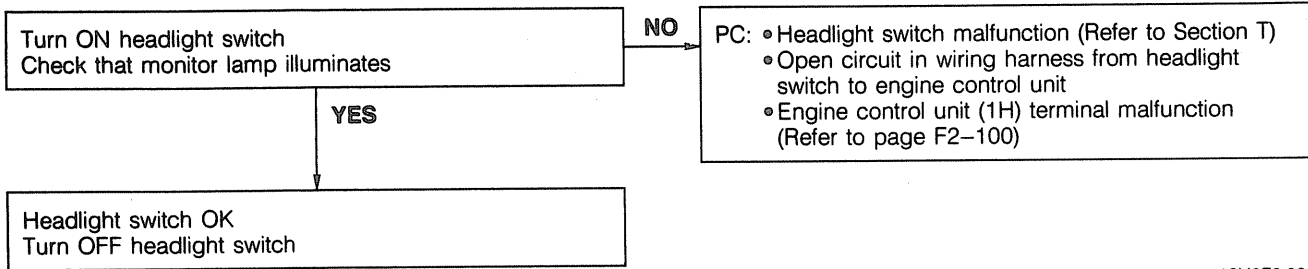 Turn ON headlight switch
Check that monitor lamp illuminates
NO
PC: • Headlight switch malfunction (Refer to Section T)
• Open circuit in wiring harness from headlight
switch to engine control unit
• Engine control unit (1H) terminal malfunction
(Refer to page F2–100)
YES
Headlight switch OK
Turn OFF headlight switch